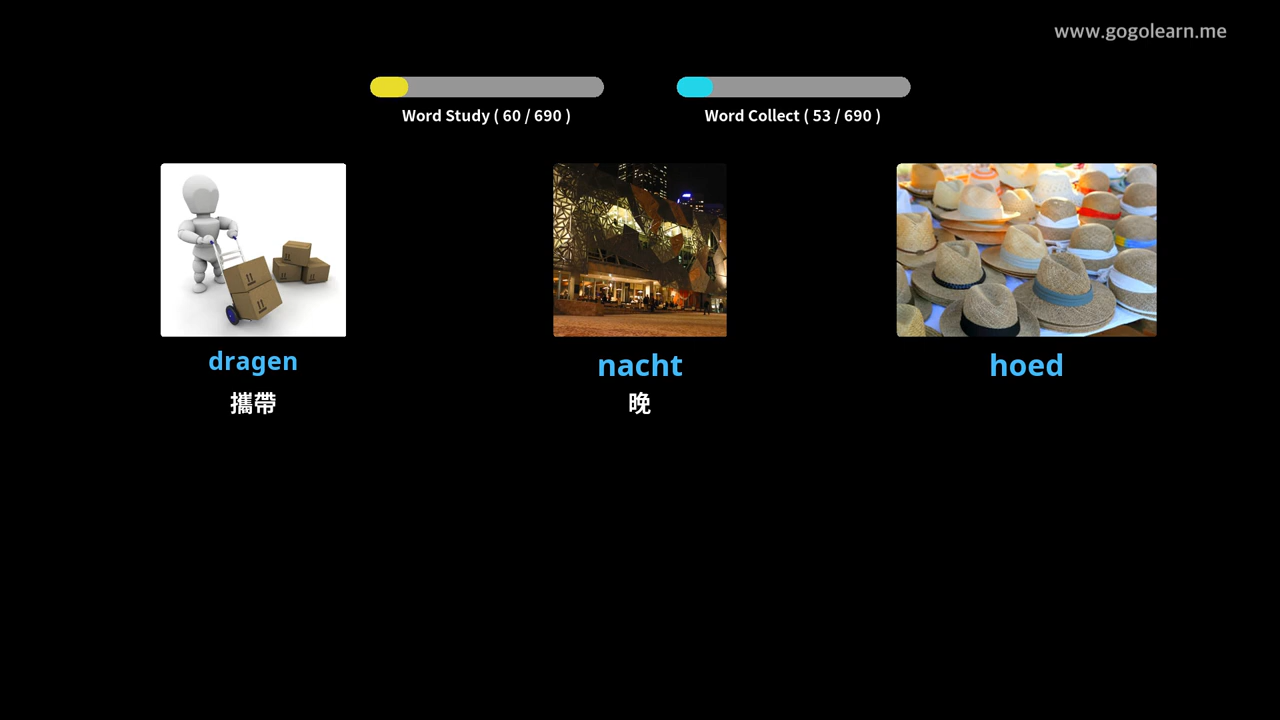 www.gogolearn.me
Word Study ( 60 / 690 )
Word Collect ( 53 / 690 )
dragen
nacht
hoed
攜帶
晚